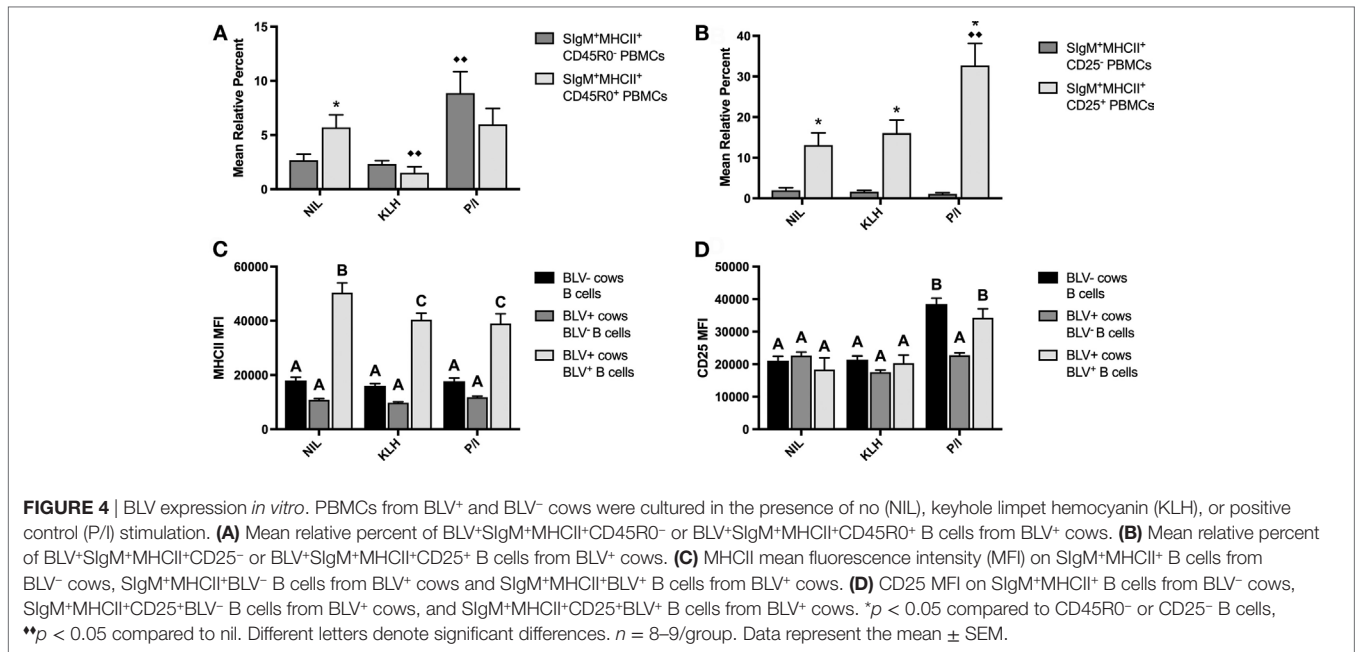 A
Mean Relative Percent
15
10
5
0
*
◆◆
◆◆
NIL
KLH
P/I
SIgM⁺MHCII⁺
CD45R0⁻ PBMCs
SIgM⁺MHCII⁺
CD45R0⁺ PBMCs
B
Mean Relative Percent
40
30
20
10
0
*
*
*
◆◆
NIL
KLH
P/I
SIgM⁺MHCII⁺
CD25⁻ PBMCs
SIgM⁺MHCII⁺
CD25⁺ PBMCs
C
MHCII MFI
60000
40000
20000
0
A
A
B
A
A
C
A
A
C
NIL
KLH
P/I
BLV- cows
B cells
BLV+ cows
BLV⁻ B cells
BLV+ cows
BLV⁺ B cells
D
CD25 MFI
50000
40000
30000
20000
10000
0
A
A
A
A
A
A
B
A
B
NIL
KLH
P/I
BLV- cows
B cells
BLV+ cows
BLV⁻ B cells
BLV+ cows
BLV⁺ B cells
FIGURE 4 | BLV expression in vitro. PBMCs from BLV⁺ and BLV⁻ cows were cultured in the presence of no (NIL), keyhole limpet hemocyanin (KLH), or positive
control (P/I) stimulation. (A) Mean relative percent of BLV⁺SIgM⁺MHCII⁺CD45R0⁻ or BLV⁺SIgM⁺MHCII⁺CD45R0⁺ B cells from BLV⁺ cows. (B) Mean relative percent
of BLV⁺SIgM⁺MHCII⁺CD25⁻ or BLV⁺SIgM⁺MHCII⁺CD25⁺ B cells from BLV⁺ cows. (C) MHCII mean fluorescence intensity (MFI) on SIgM⁺MHCII⁺ B cells from
BLV⁻ cows, SIgM⁺MHCII⁺BLV⁻ B cells from BLV⁺ cows and SIgM⁺MHCII⁺BLV⁺ B cells from BLV⁺ cows. (D) CD25 MFI on SIgM⁺MHCII⁺ B cells from BLV⁻ cows,
SIgM⁺MHCII⁺CD25⁺BLV⁻ B cells from BLV⁺ cows, and SIgM⁺MHCII⁺CD25⁺BLV⁺ B cells from BLV⁺ cows. *p < 0.05 compared to CD45R0⁻ or CD25⁻ B cells,
◆◆p < 0.05 compared to nil. Different letters denote significant differences. n = 8–9/group. Data represent the mean ± SEM.